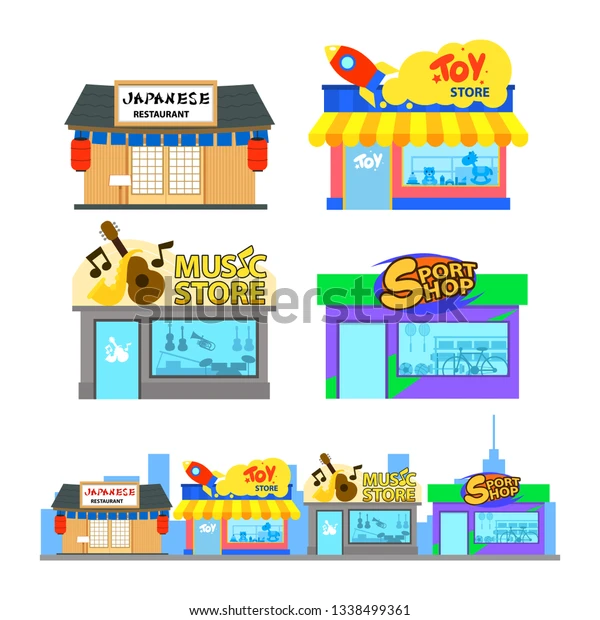 JAPANESE
RESTAURANT
TOY
STORE
TOY
MUSIC
STORE
SPORT
SHOP
shutterstock
JAPANESE
RESTAURANT
TOY
STORE
TOY
MUSIC
STORE
SPORT
SHOP
www.shutterstock.com · 1338499361